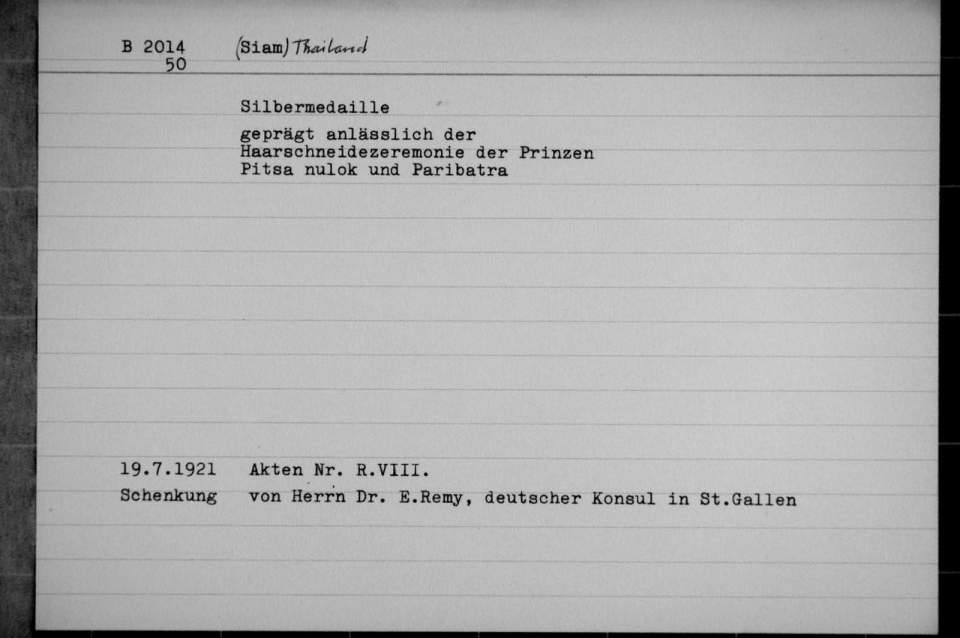 B 2014 (Siam) Thailand
50
Silbermedaille
geprägt anlässlich der
Haarschneidezeremonie der Prinzen
Pitsa nulok und Paribatra
19.7.1921 Akten Nr. R.VIII.
Schenkung von Herrn Dr. E.Remy, deutscher Konsul in St.Gallen